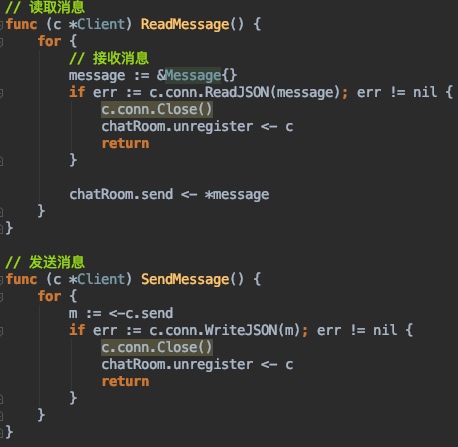 // 读取消息
func (c *Client) ReadMessage() {
    for {
        // 接收消息
        message := &Message{}
        if err := c.conn.ReadJSON(message); err != nil {
            c.conn.Close()
            chatRoom.unregister <- c
            return
        }

        chatRoom.send <- *message
    }
}

// 发送消息
func (c *Client) SendMessage() {
    for {
        m := <-c.send
        if err := c.conn.WriteJSON(m); err != nil {
            c.conn.Close()
            chatRoom.unregister <- c
            return
        }
    }
}